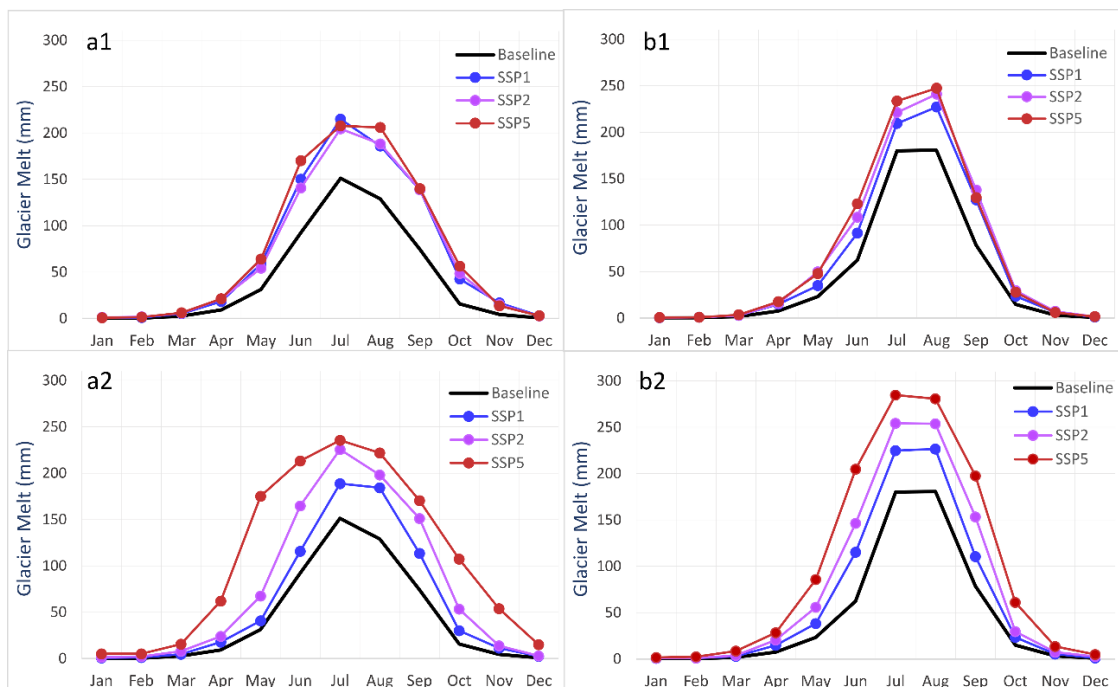 a1
Glacier Melt (mm)
300
250
200
150
100
50
0
Jan Feb Mar Apr May Jun Jul Aug Sep Oct Nov Dec
Baseline
SSP1
SSP2
SSP5
b1
Glacier Melt (mm)
300
250
200
150
100
50
0
Jan Feb Mar Apr May Jun Jul Aug Sep Oct Nov Dec
Baseline
SSP1
SSP2
SSP5
a2
Glacier Melt (mm)
300
250
200
150
100
50
0
Jan Feb Mar Apr May Jun Jul Aug Sep Oct Nov Dec
Baseline
SSP1
SSP2
SSP5
b2
Glacier Melt (mm)
300
250
200
150
100
50
0
Jan Feb Mar Apr May Jun Jul Aug Sep Oct Nov Dec
Baseline
SSP1
SSP2
SSP5